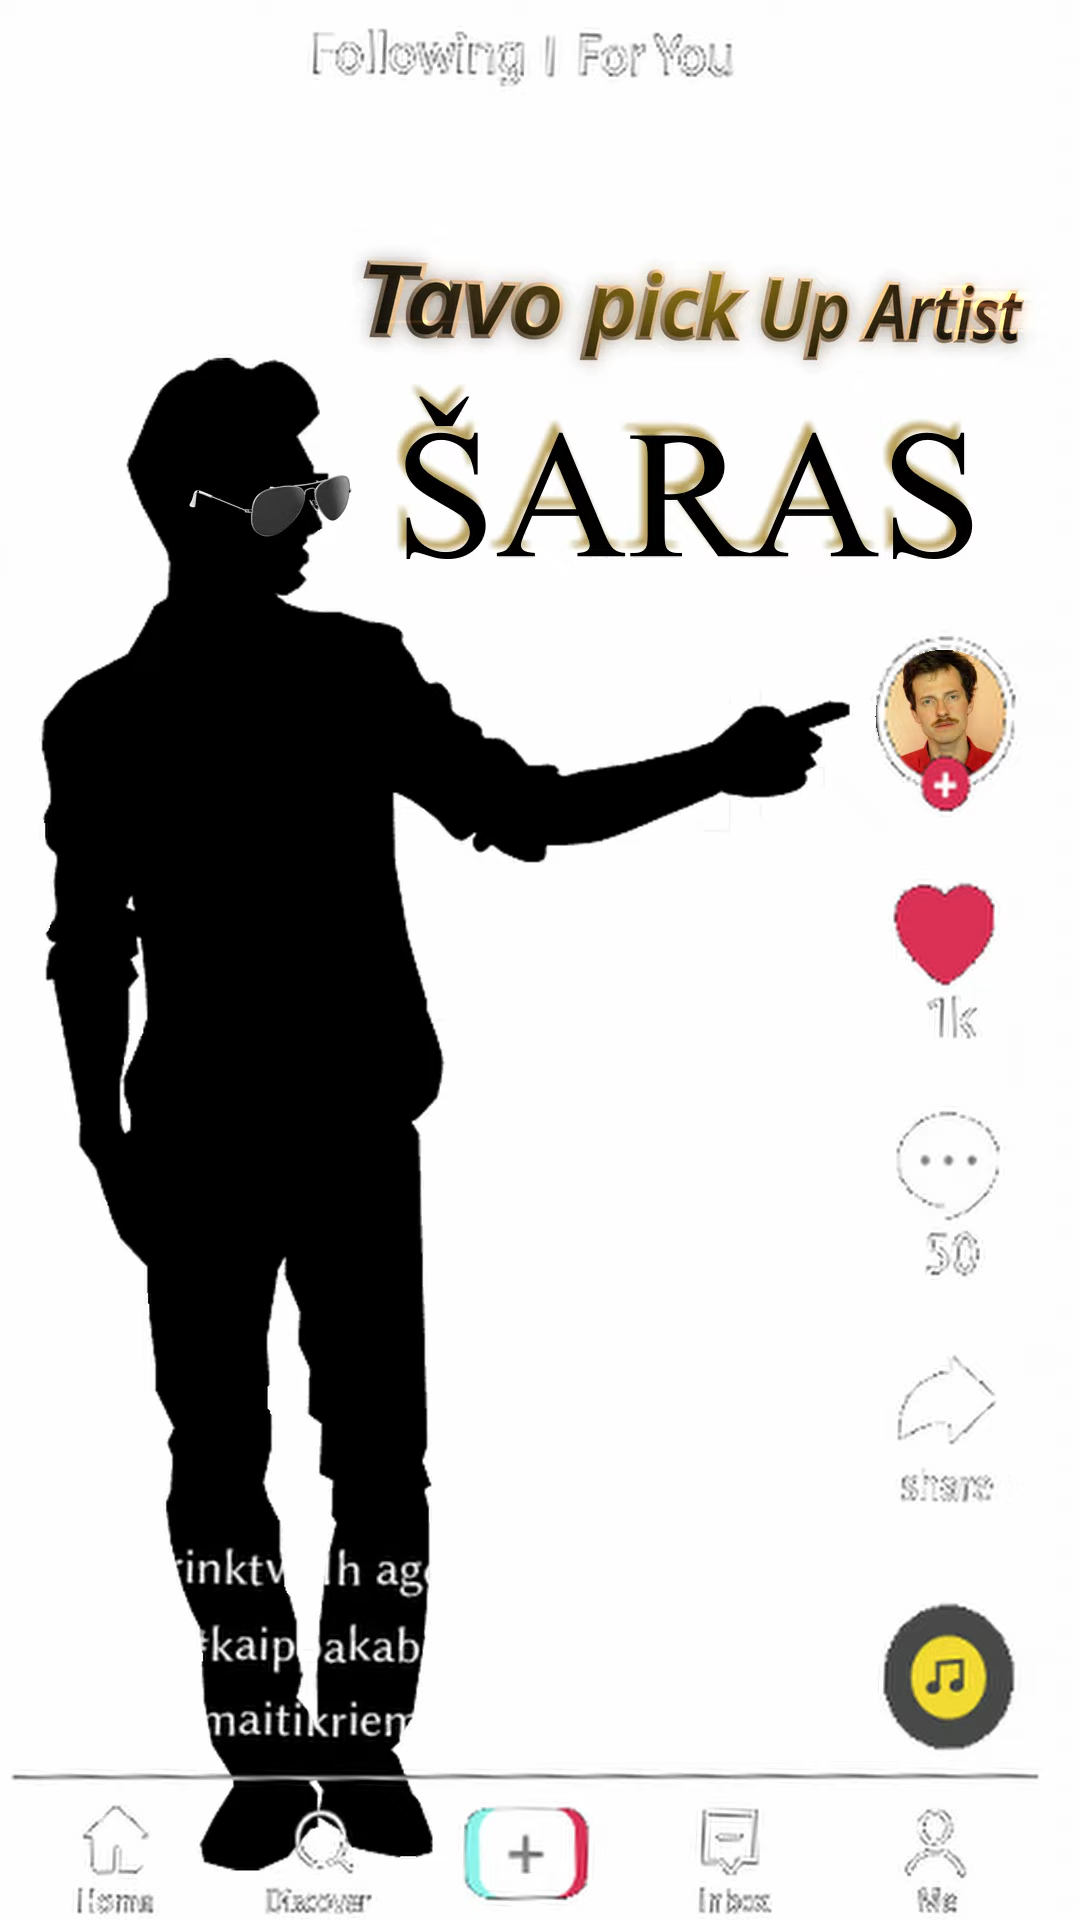 Following | For You
Tavo pick Up Artist
ŠARAS
1k
50
share
Home
Discover
Inbox
Me